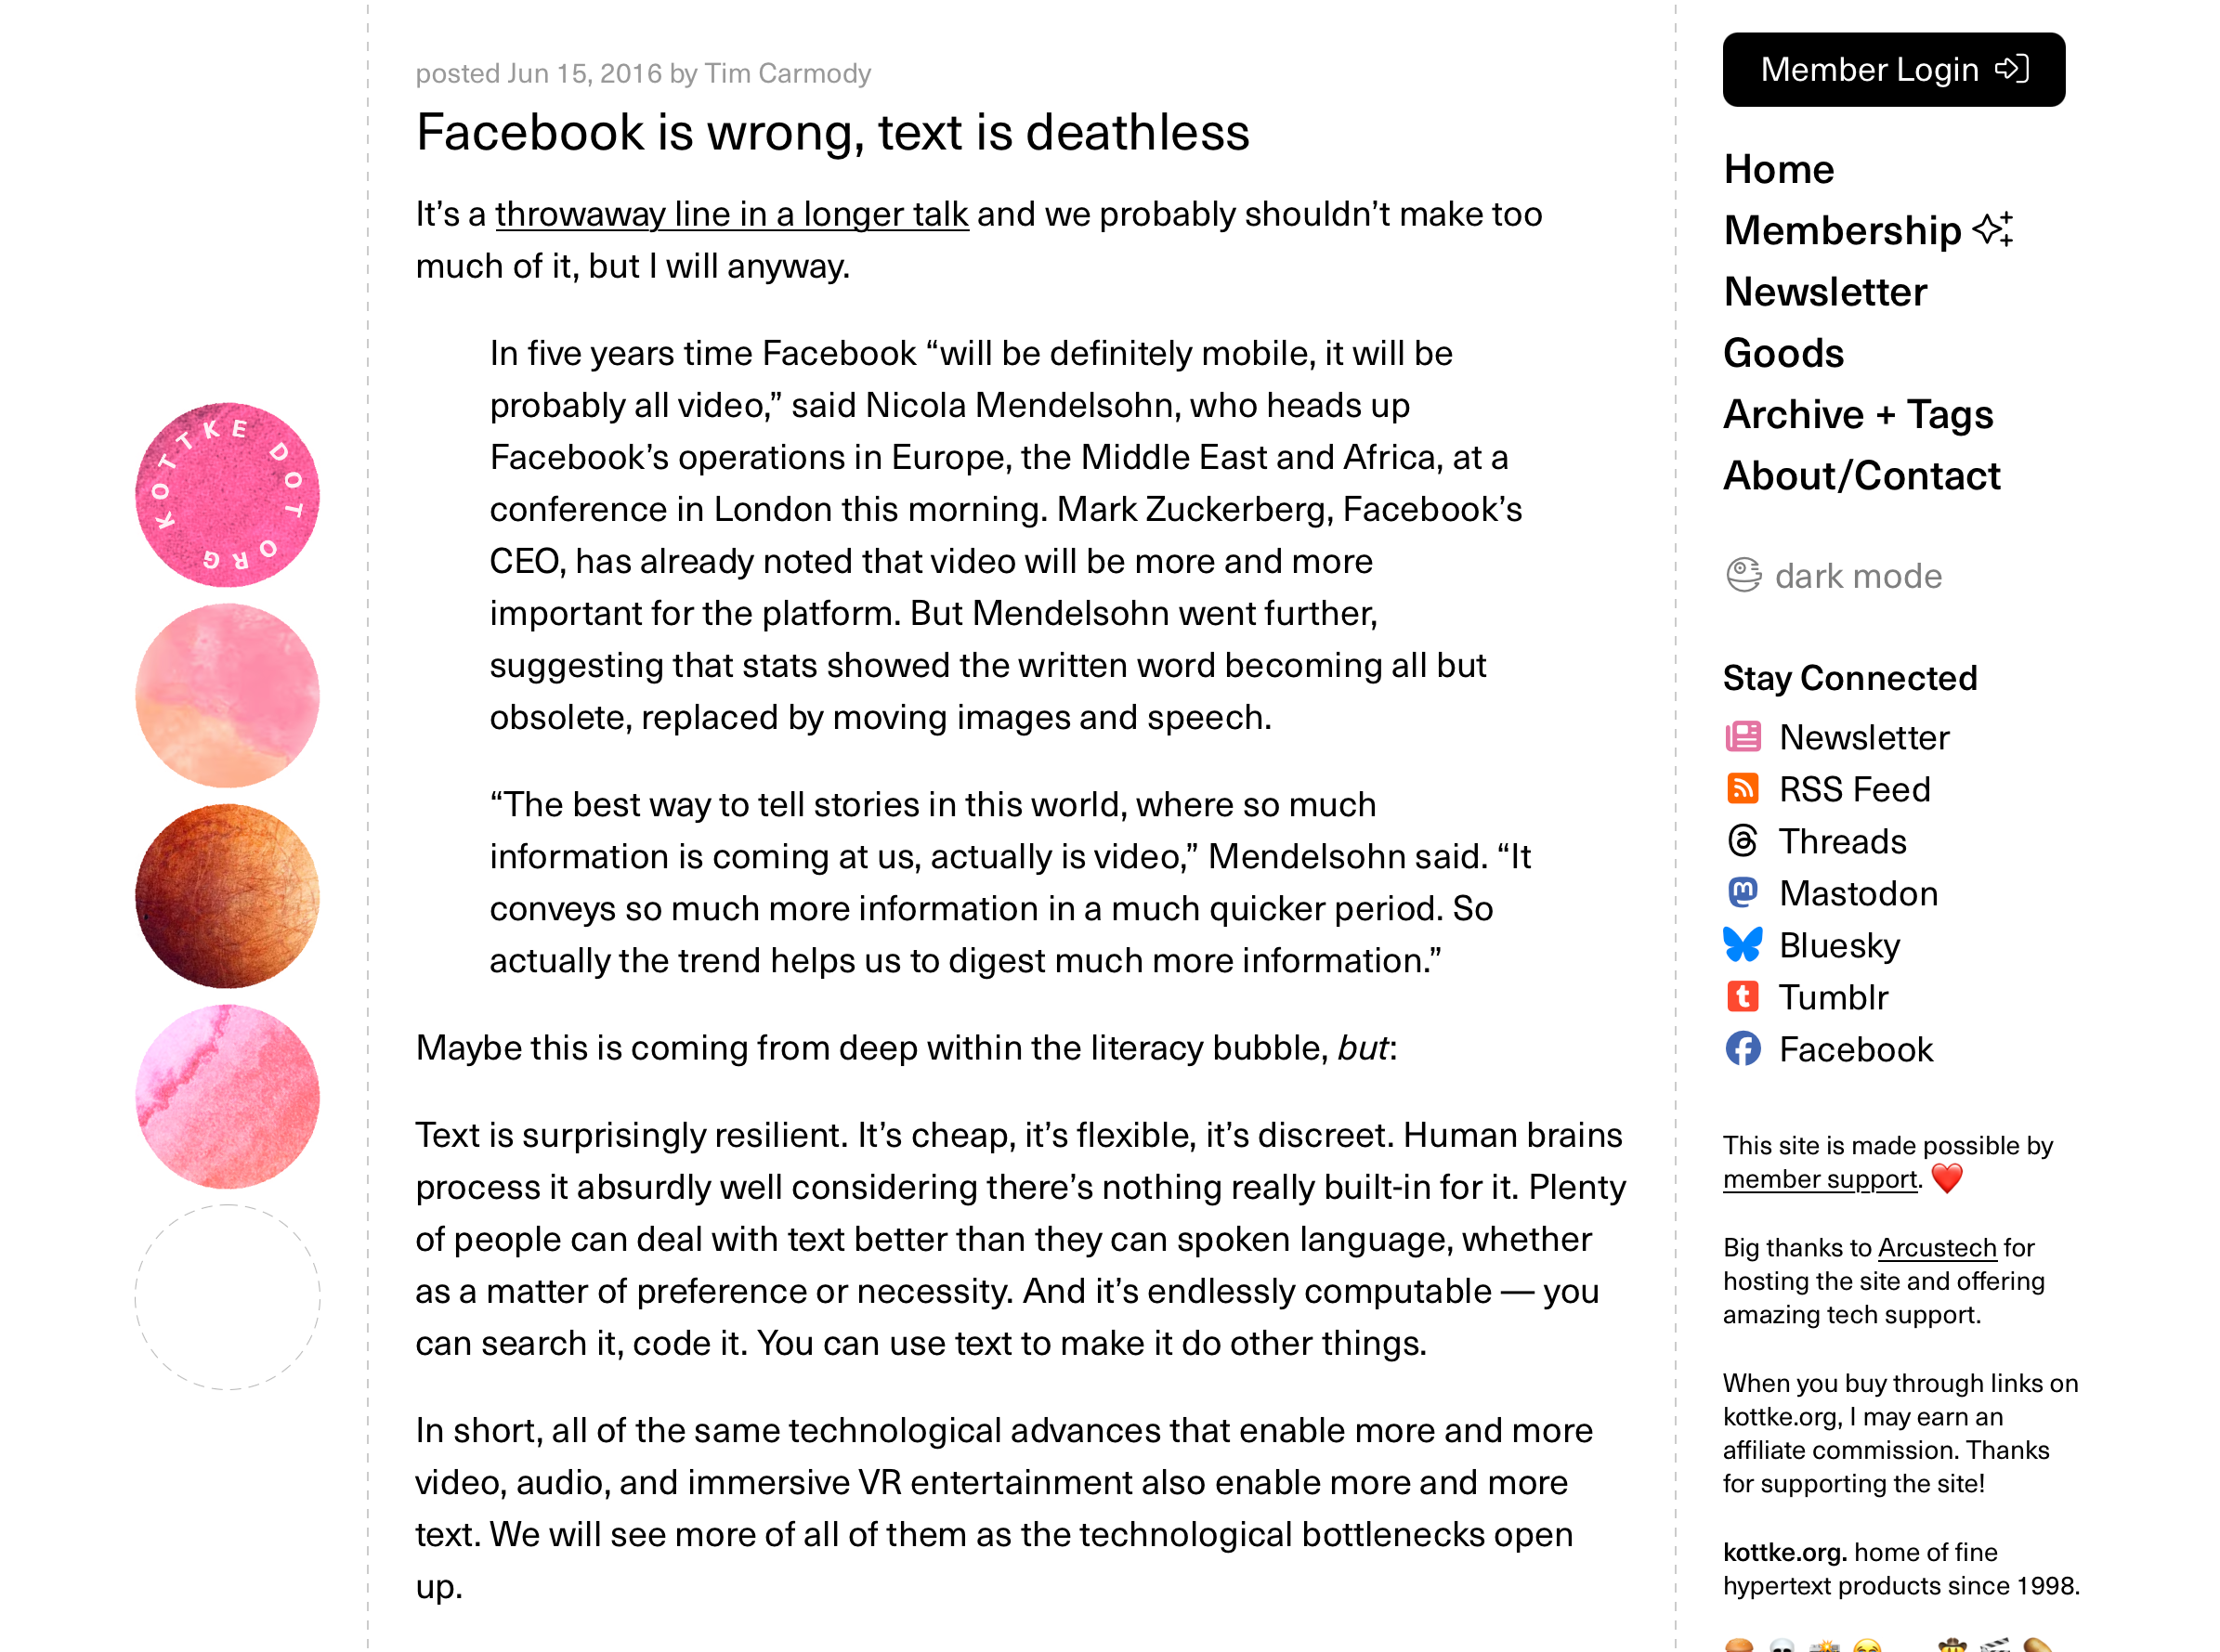 posted Jun 15, 2016 by Tim Carmody
Facebook is wrong, text is deathless
It’s a throwaway line in a longer talk and we probably shouldn’t make too
much of it, but I will anyway.
In five years time Facebook “will be definitely mobile, it will be
probably all video,” said Nicola Mendelsohn, who heads up
Facebook’s operations in Europe, the Middle East and Africa, at a
conference in London this morning. Mark Zuckerberg, Facebook’s
CEO, has already noted that video will be more and more
important for the platform. But Mendelsohn went further,
suggesting that stats showed the written word becoming all but
obsolete, replaced by moving images and speech.
“The best way to tell stories in this world, where so much
information is coming at us, actually is video,” Mendelsohn said. “It
conveys so much more information in a much quicker period. So
actually the trend helps us to digest much more information.”
Maybe this is coming from deep within the literacy bubble, but:
Text is surprisingly resilient. It’s cheap, it’s flexible, it’s discreet. Human brains
process it absurdly well considering there’s nothing really built-in for it. Plenty
of people can deal with text better than they can spoken language, whether
as a matter of preference or necessity. And it’s endlessly computable — you
can search it, code it. You can use text to make it do other things.
In short, all of the same technological advances that enable more and more
video, audio, and immersive VR entertainment also enable more and more
text. We will see more of all of them as the technological bottlenecks open
up.
KOTTKE DOT ORG
Member Login
Home
Membership
Newsletter
Goods
Archive + Tags
About/Contact
dark mode
Stay Connected
Newsletter
RSS Feed
Threads
Mastodon
Bluesky
Tumblr
Facebook
This site is made possible by
member support. ❤️
Big thanks to Arcustech for
hosting the site and offering
amazing tech support.
When you buy through links on
kottke.org, I may earn an
affiliate commission. Thanks
for supporting the site!
kottke.org. home of fine
hypertext products since 1998.